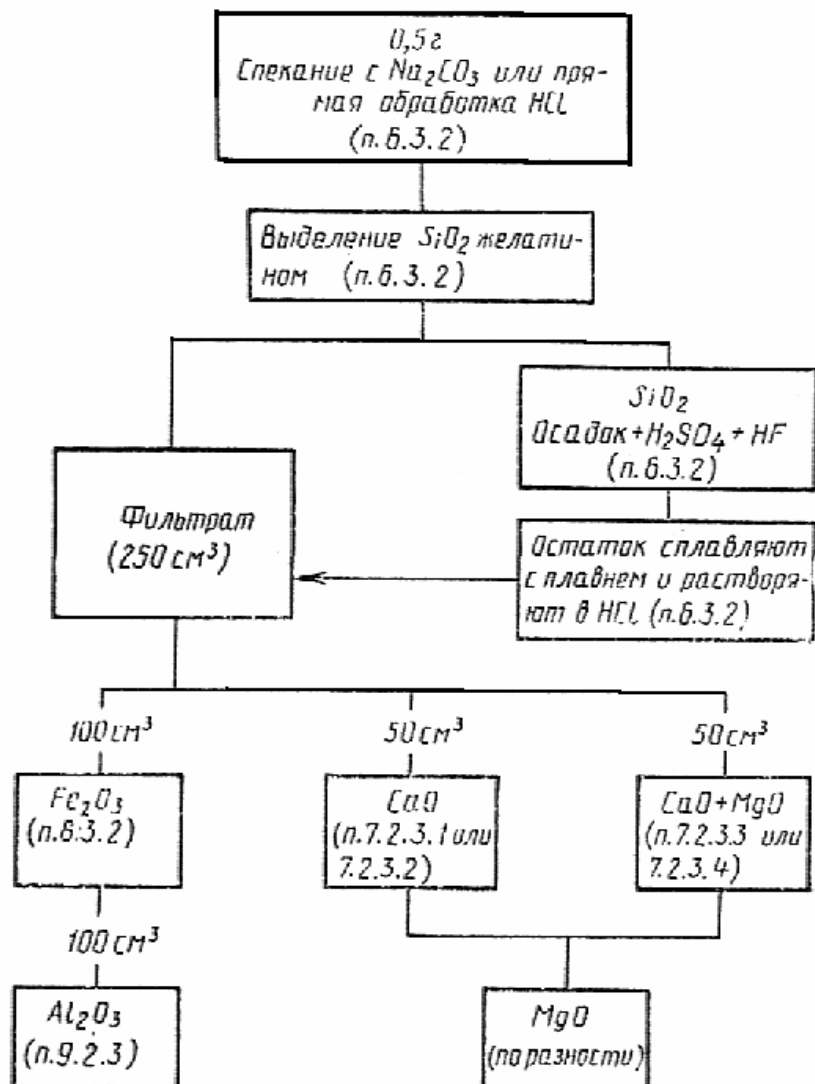 0,5г
Спекание с Na₂CO₃ или пря-
мая обработка HCl
(п.6.3.2)
Выделение SiO₂ желати-
ном (п.6.3.2)
SiO₂
Осадок+H₂SO₄+HF
(п.6.3.2)
Фильтрат
(250 см³)
Остаток сплавляют
с плавнем и растворя-
ют в HCl (п.6.3.2)
100 см³
50 см³
50 см³
Fe₂O₃
(п.8.3.2)
CaO
(п.7.2.3.1 или
7.2.3.2)
CaO+MgO
(п.7.2.3.3 или
7.2.3.4)
100 см³
Al₂O₃
(п.9.2.3)
MgO
(по разности)